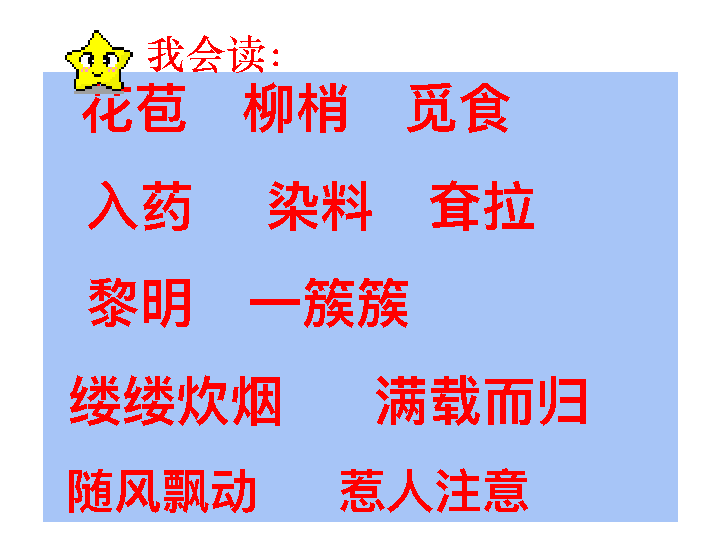 我会读：
花苞 柳梢 觅食
入药 染料 耷拉
黎明 一簇簇
缕缕炊烟 满载而归
随风飘动 惹人注意